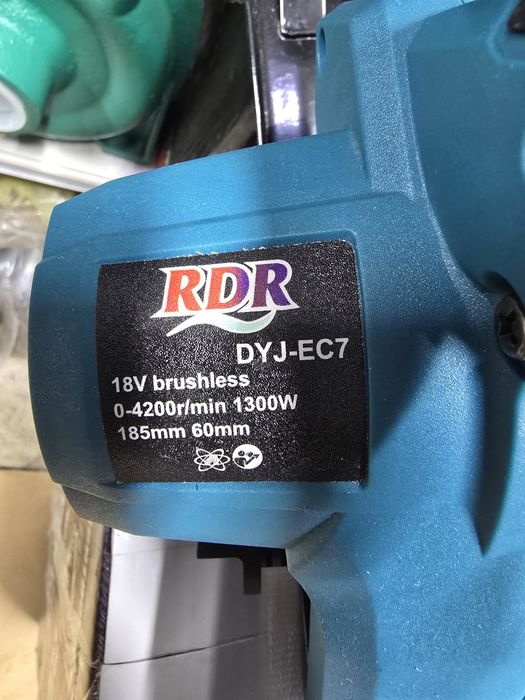 RDR
DYJ-EC7
18V brushless
0-4200r/min 1300W
185mm 60mm